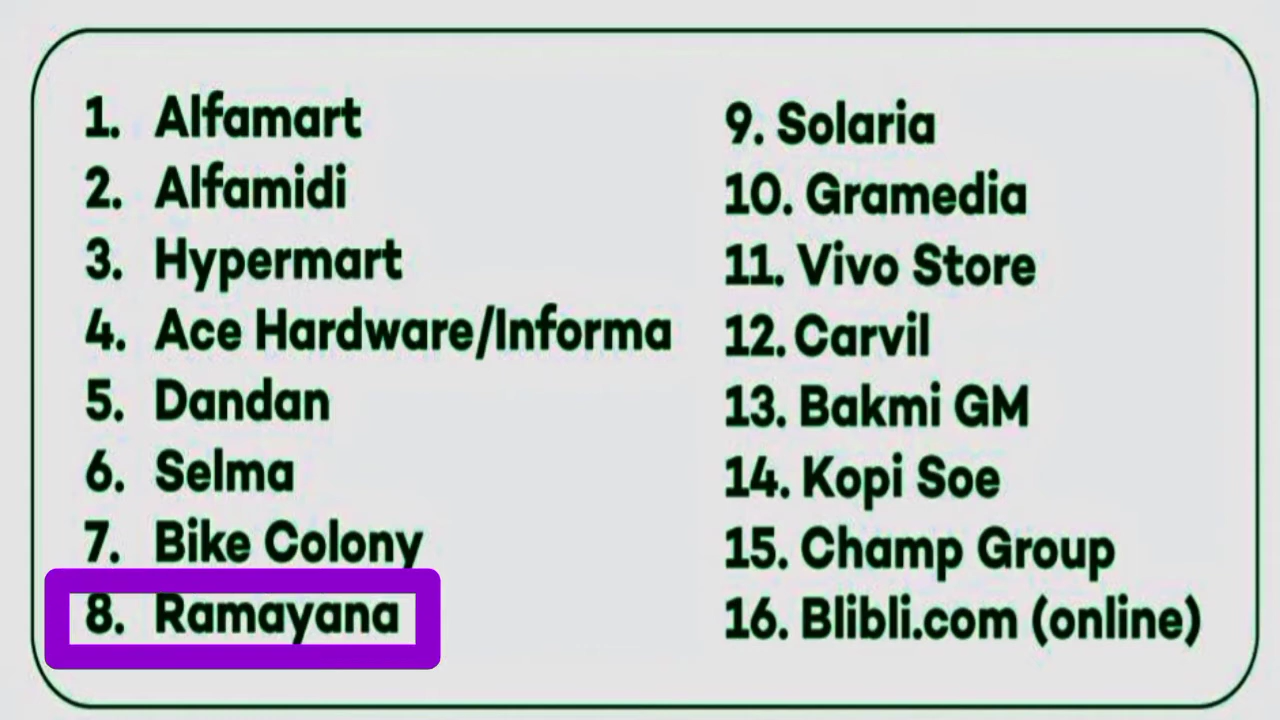 1. Alfamart
2. Alfamidi
3. Hypermart
4. Ace Hardware/Informa
5. Dandan
6. Selma
7. Bike Colony
8. Ramayana
9. Solaria
10. Gramedia
11. Vivo Store
12. Carvil
13. Bakmi GM
14. Kopi Soe
15. Champ Group
16. Blibli.com (online)